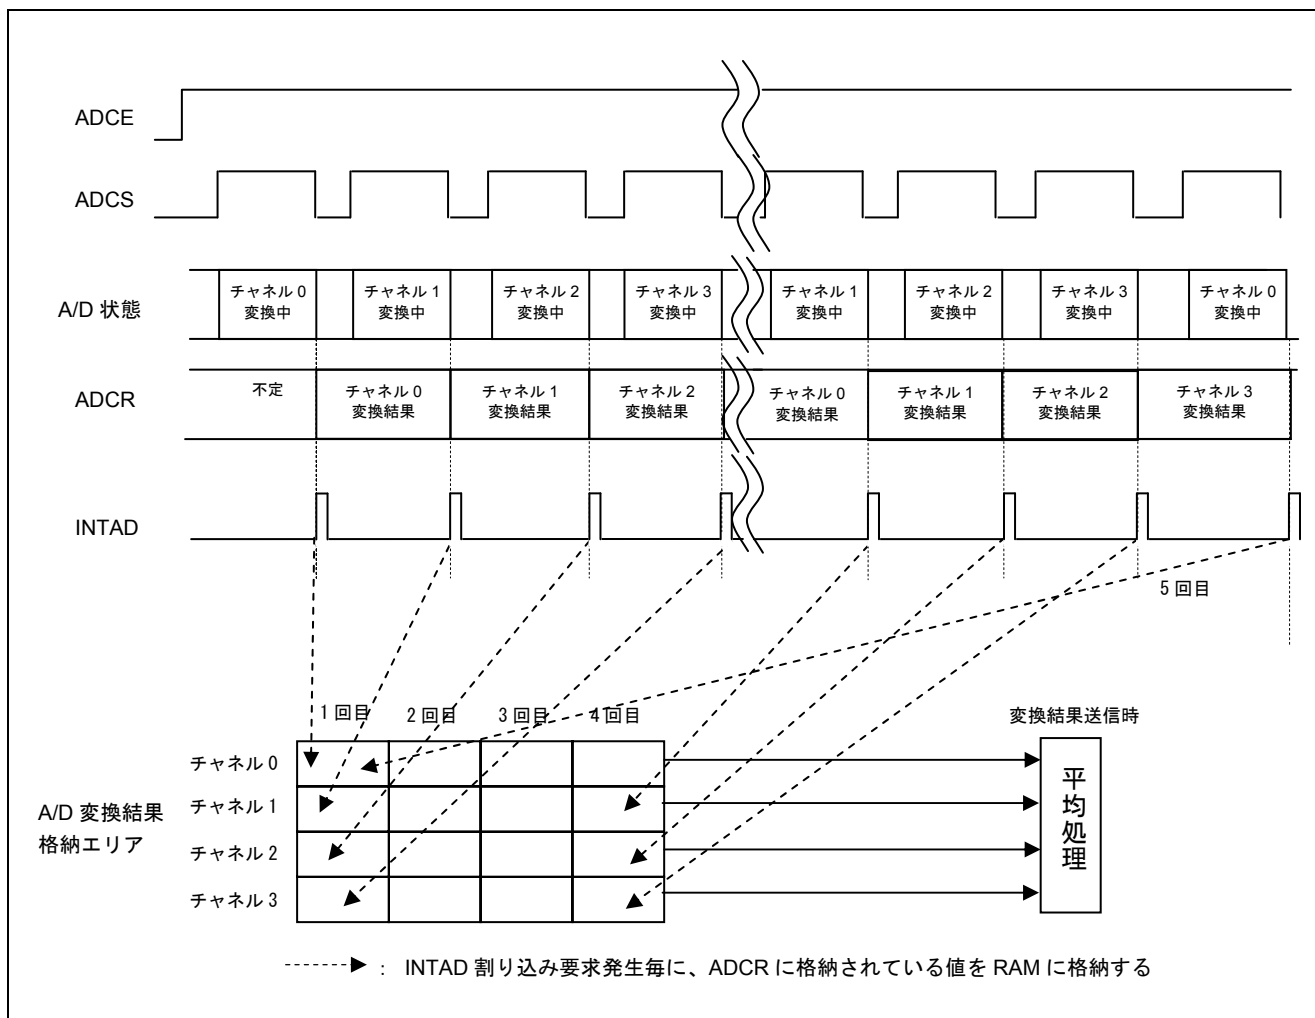 ADCE
ADCS
A/D 状態
チャネル 0
変換中
チャネル 1
変換中
チャネル 2
変換中
チャネル 3
変換中
チャネル 1
変換中
チャネル 2
変換中
チャネル 3
変換中
チャネル 0
変換中
ADCR
不定
チャネル 0
変換結果
チャネル 1
変換結果
チャネル 2
変換結果
チャネル 0
変換結果
チャネル 1
変換結果
チャネル 2
変換結果
チャネル 3
変換結果
INTAD
5 回目
1 回目
2 回目
3 回目
4 回目
変換結果送信時
A/D 変換結果
格納エリア
チャネル 0
チャネル 1
チャネル 2
チャネル 3
平均処理
: INTAD 割り込み要求発生毎に、ADCR に格納されている値を RAM に格納する